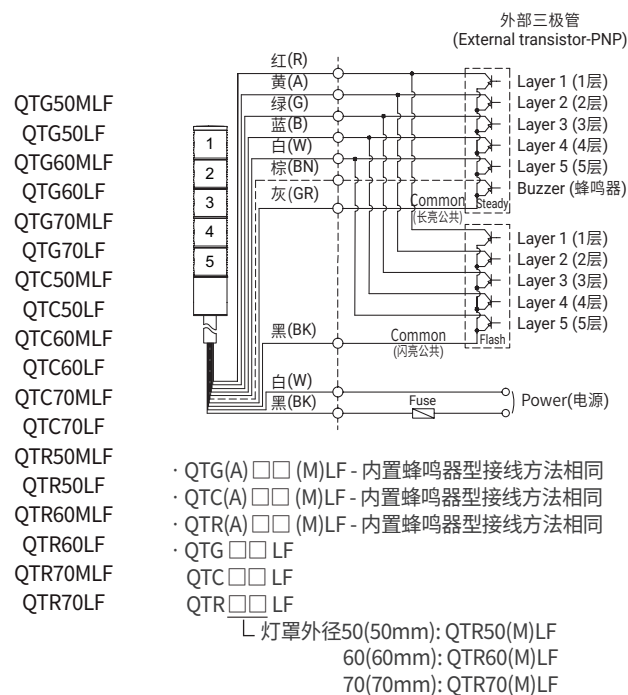 外部三极管
(External transistor-PNP)
QTG50MLF
QTG50LF
QTG60MLF
QTG60LF
QTG70MLF
QTG70LF
QTC50MLF
QTC50LF
QTC60MLF
QTC60LF
QTC70MLF
QTC70LF
QTR50MLF
QTR50LF
QTR60MLF
QTR60LF
QTR70MLF
QTR70LF
1
2
3
4
5
红(R)
黄(A)
绿(G)
蓝(B)
白(W)
棕(BN)
灰(GR)
Common
(长亮公共)
Steady
Layer 1 (1层)
Layer 2 (2层)
Layer 3 (3层)
Layer 4 (4层)
Layer 5 (5层)
Buzzer (蜂鸣器)
Layer 1 (1层)
Layer 2 (2层)
Layer 3 (3层)
Layer 4 (4层)
Layer 5 (5层)
黑(BK)
Common
(闪亮公共)
Flash
白(W)
黑(BK)
Fuse
Power(电源)
· QTG(A)□□ (M)LF - 内置蜂鸣器型接线方法相同
· QTC(A)□□ (M)LF - 内置蜂鸣器型接线方法相同
· QTR(A)□□ (M)LF - 内置蜂鸣器型接线方法相同
· QTG □□ LF
QTC □□ LF
QTR □□ LF
灯罩外径50(50mm): QTR50(M)LF
60(60mm): QTR60(M)LF
70(70mm): QTR70(M)LF